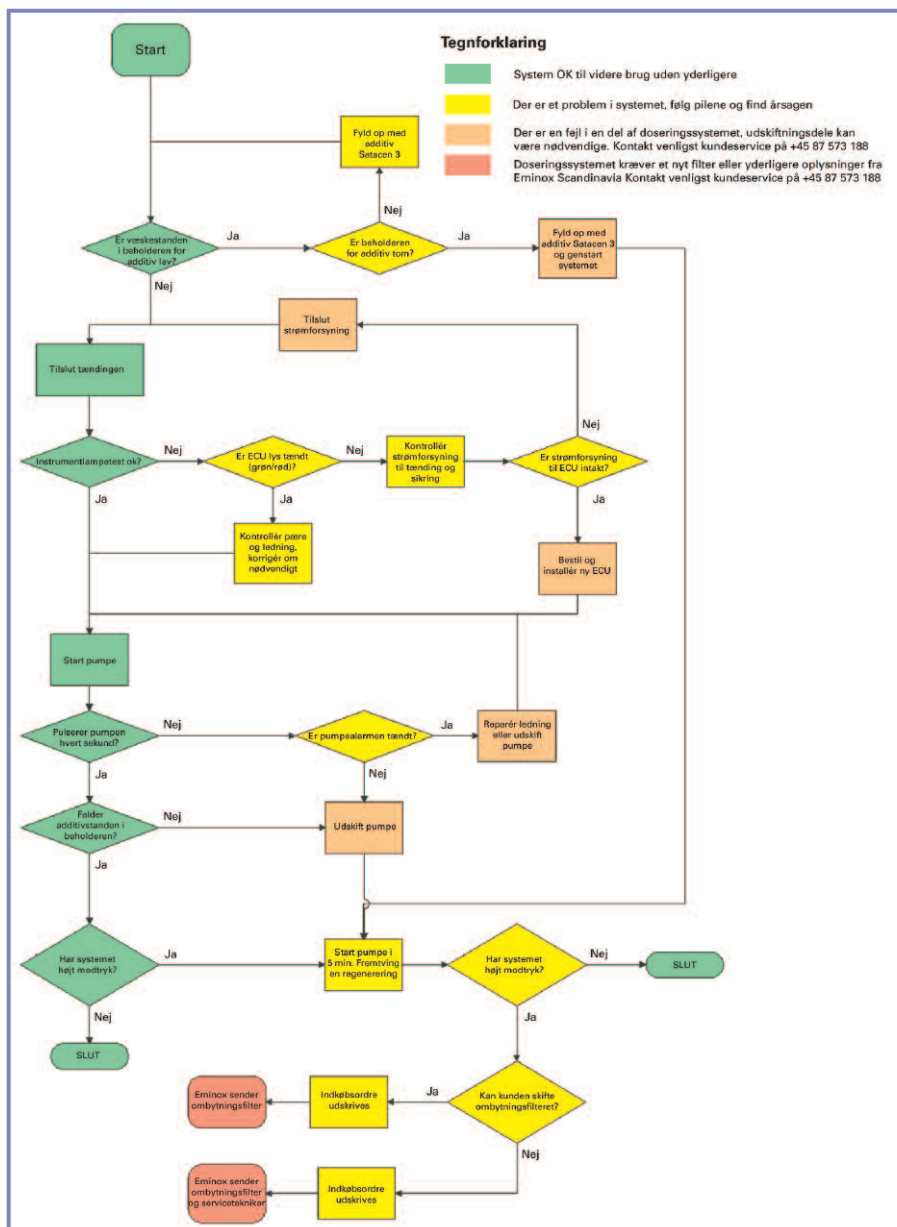 Start
Tegnforklaring
System OK til videre brug uden yderligere
Der er et problem i systemet, følg pilene og find årsagen
Der er en fejl i en del af doseringssystemet, udskiftningsdele kan
være nødvendige. Kontakt venligst kundeservice på +45 87 573 188
Doseringssystemet kræver et nyt filter eller yderligere oplysninger fra
Eminox Scandinavia Kontakt venligst kundeservice på +45 87 573 188
Fyld op med
additiv
Satacen 3
Nej
Er væskestanden
i beholderen for
additiv lav?
Ja
Er beholderen
for additiv tom?
Ja
Fyld op med
additiv Satacen 3
og genstart
systemet
Nej
Tilslut
strømforsyning
Tilslut tændingen
Instrumentlampetest ok?
Nej
Er ECU lys tændt
(grøn/rød)?
Nej
Kontrollér
strømforsyning
til tænding og
sikring
Nej
Er strømforsyning
til ECU intakt?
Ja
Ja
Ja
Kontrollér pære
og ledning,
korrigér om
nødvendigt
Bestil og
installér ny ECU
Start pumpe
Pulserer pumpen
hvert sekund?
Nej
Er pumpealarmen tændt?
Ja
Reparér ledning
eller udskift
pumpe
Ja
Nej
Falder
additivstanden i
beholderen?
Nej
Udskift pumpe
Ja
Har systemet
højt modtryk?
Ja
Start pumpe i
5 min. Fremtving
en regenerering
Har systemet
højt modtryk?
Nej
SLUT
Nej
SLUT
Ja
Kan kunden skifte
ombytningsfilteret?
Ja
Indkøbsordre
udskrives
Eminox sender
ombytningsfilter
Nej
Indkøbsordre
udskrives
Eminox sender
ombytningsfilter
og servicetekniker